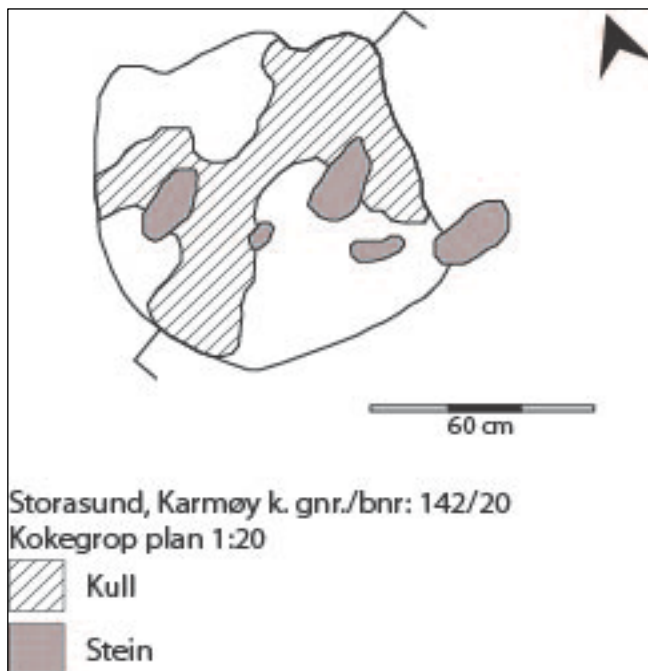 60 cm
Storasund, Karmøy k. gnr./bnr: 142/20
Kokegrop plan 1:20
Kull
Stein